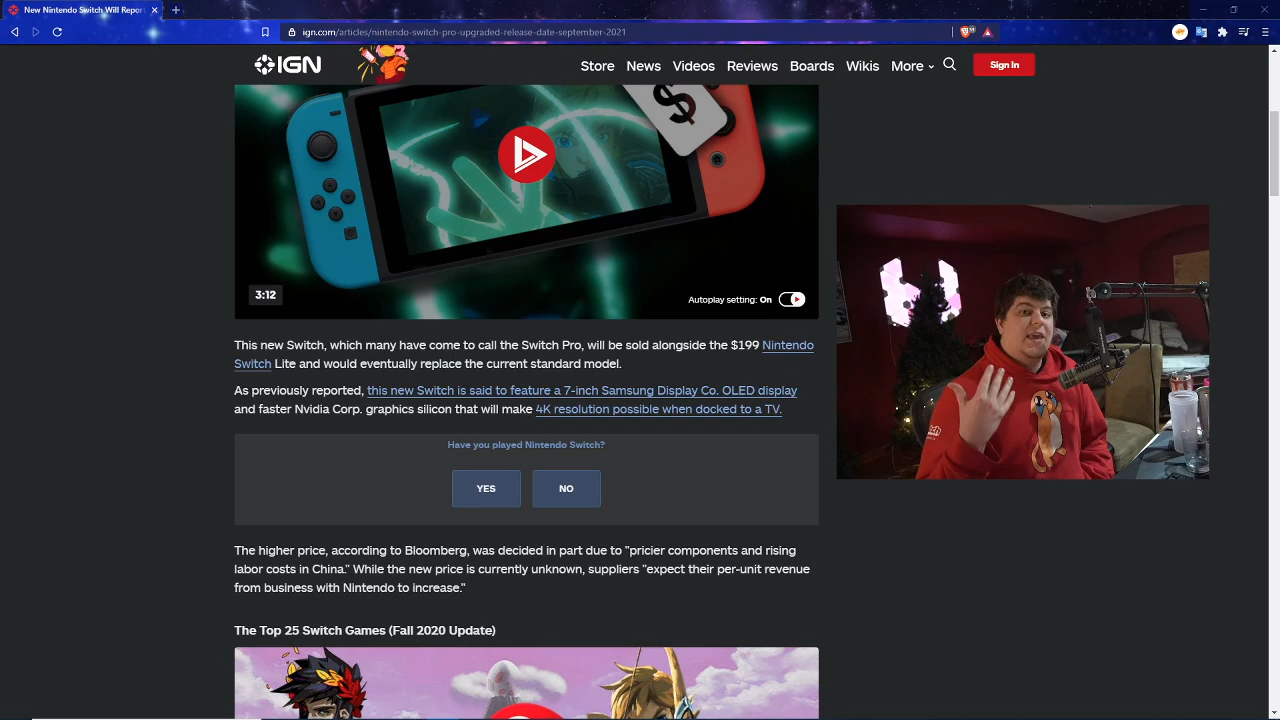 New Nintendo Switch Will Report
ign.com/articles/nintendo-switch-pro-upgraded-release-date-september-2021
IGN
Store News Videos Reviews Boards Wikis More Sign In
$
3:12
Autoplay setting: On
This new Switch, which many have come to call the Switch Pro, will be sold alongside the $199 Nintendo
Switch Lite and would eventually replace the current standard model.
As previously reported, this new Switch is said to feature a 7-inch Samsung Display Co. OLED display
and faster Nvidia Corp. graphics silicon that will make 4K resolution possible when docked to a TV.
Have you played Nintendo Switch?
YES NO
The higher price, according to Bloomberg, was decided in part due to "pricier components and rising
labor costs in China." While the new price is currently unknown, suppliers "expect their per-unit revenue
from business with Nintendo to increase."
The Top 25 Switch Games (Fall 2020 Update)